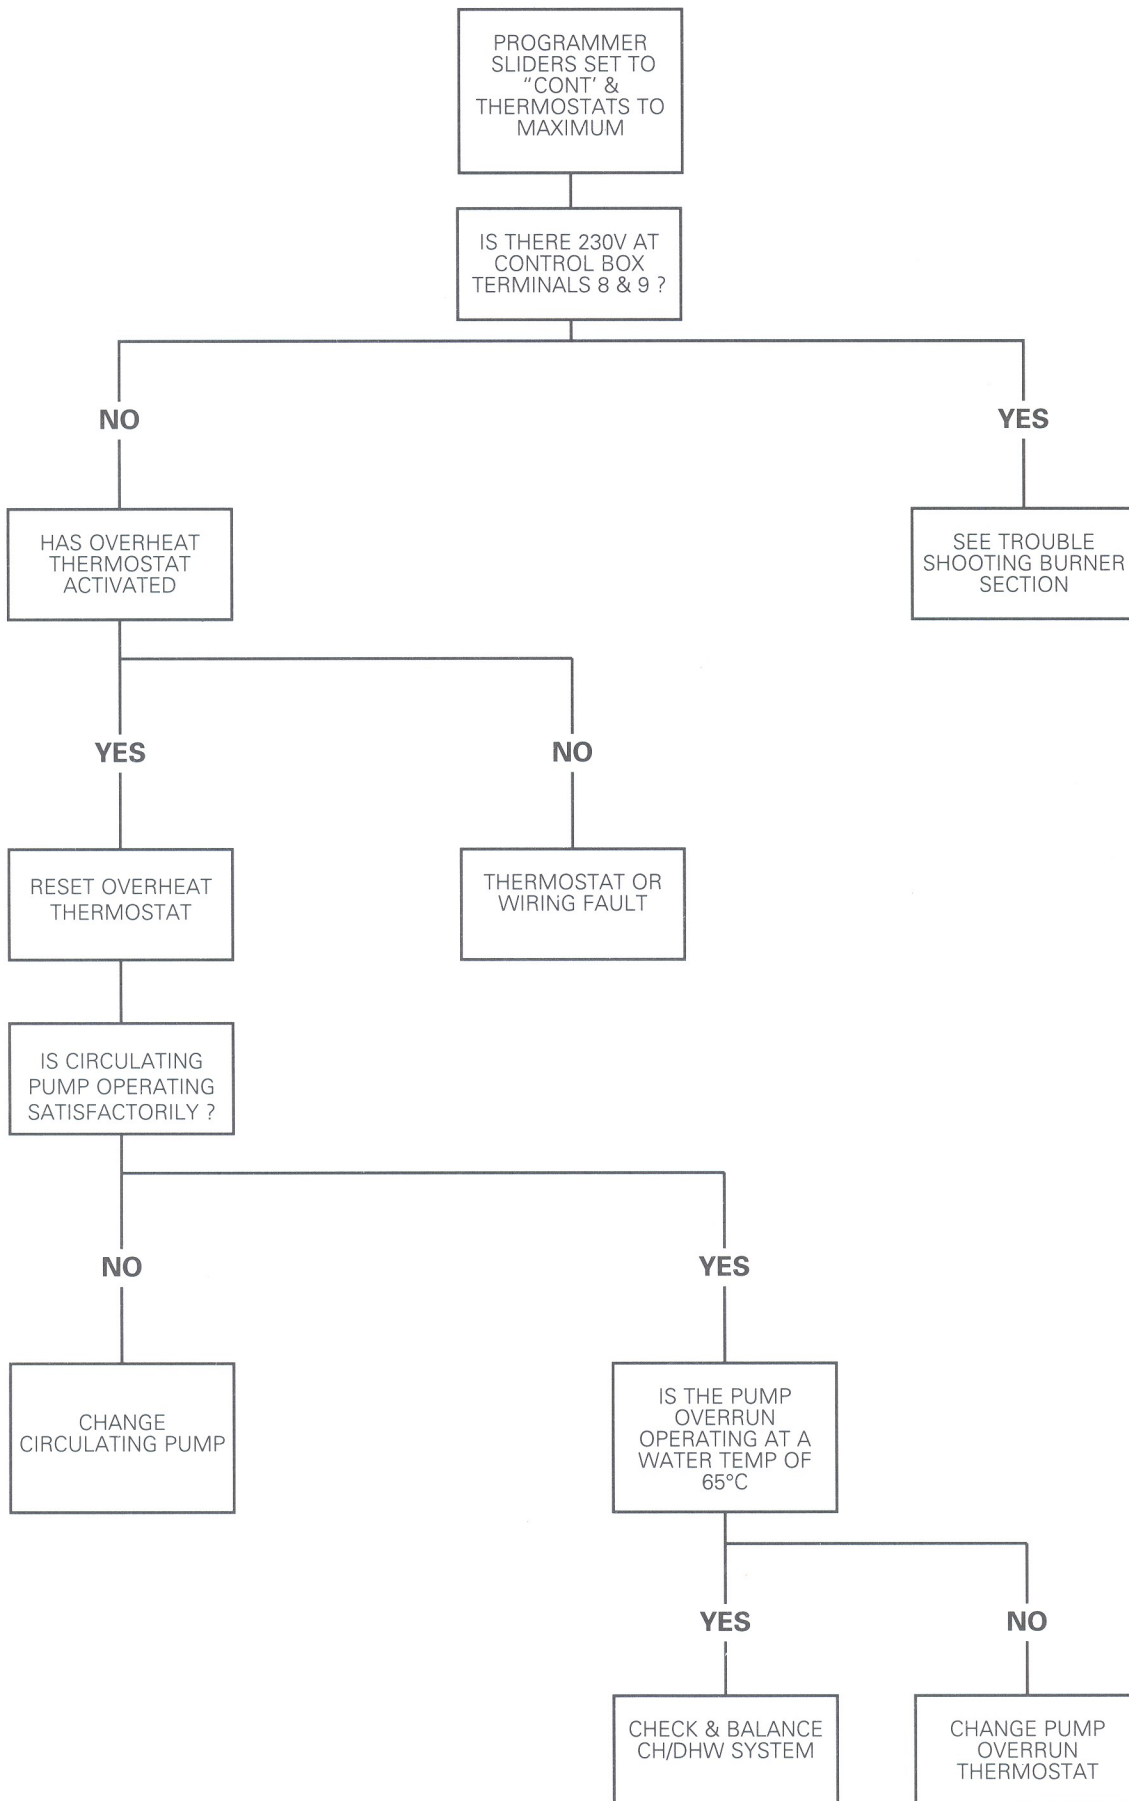 PROGRAMMER
SLIDERS SET TO
"CONT' &
THERMOSTATS TO
MAXIMUM
IS THERE 230V AT
CONTROL BOX
TERMINALS 8 & 9 ?
NO
YES
HAS OVERHEAT
THERMOSTAT
ACTIVATED
SEE TROUBLE
SHOOTING BURNER
SECTION
YES
NO
RESET OVERHEAT
THERMOSTAT
THERMOSTAT OR
WIRING FAULT
IS CIRCULATING
PUMP OPERATING
SATISFACTORILY ?
NO
YES
CHANGE
CIRCULATING PUMP
IS THE PUMP
OVERRUN
OPERATING AT A
WATER TEMP OF
65°C
YES
NO
CHECK & BALANCE
CH/DHW SYSTEM
CHANGE PUMP
OVERRUN
THERMOSTAT